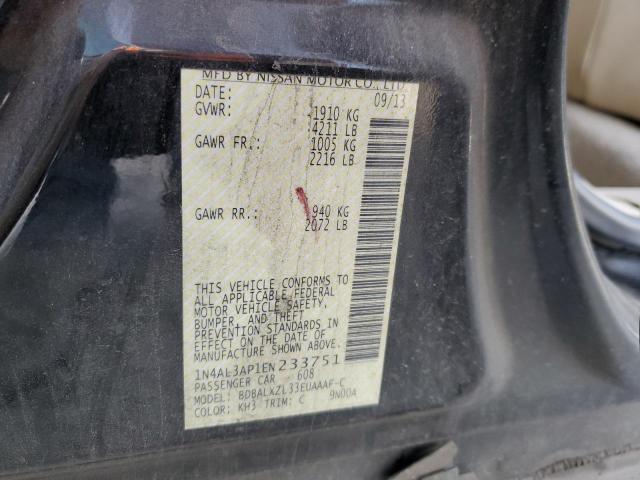 MFD BY NISSAN MOTOR CO., LTD
DATE: 09/13
GVWR: 1910 KG
4211 LB
GAWR FR.: 1005 KG
2216 LB
GAWR RR.: 940 KG
2072 LB
THIS VEHICLE CONFORMS TO
ALL APPLICABLE FEDERAL
MOTOR VEHICLE SAFETY,
BUMPER, AND THEFT
PREVENTION STANDARDS IN
EFFECT ON THE DATE OF
MANUFACTURE SHOWN ABOVE.
1N4AL3AP1EN233751
PASSENGER CAR 608
MODEL: BDBALXZL33EUAAAF-C
COLOR: KH3 TRIM: C 9N00A